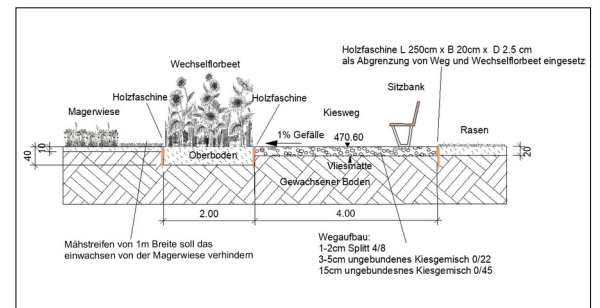 Holzfaschine L 250cm x B 20cm x D 2.5 cm
als Abgrenzung von Weg und Wechselflorbeet eingesetz
Wechselflorbeet
Sitzbank
Holzfaschine
Holzfaschine
Kiesweg
Magerwiese
1% Gefälle
470.60
Rasen
10
40
20
Oberboden
Vliesmatte
Gewachsener Boden
2.00
4.00
Mähstreifen von 1m Breite soll das
einwachsen von der Magerwiese verhindern
Wegaufbau:
1-2cm Splitt 4/8
3-5cm ungebundenes Kiesgemisch 0/22
15cm ungebundesnes Kiesgemisch 0/45